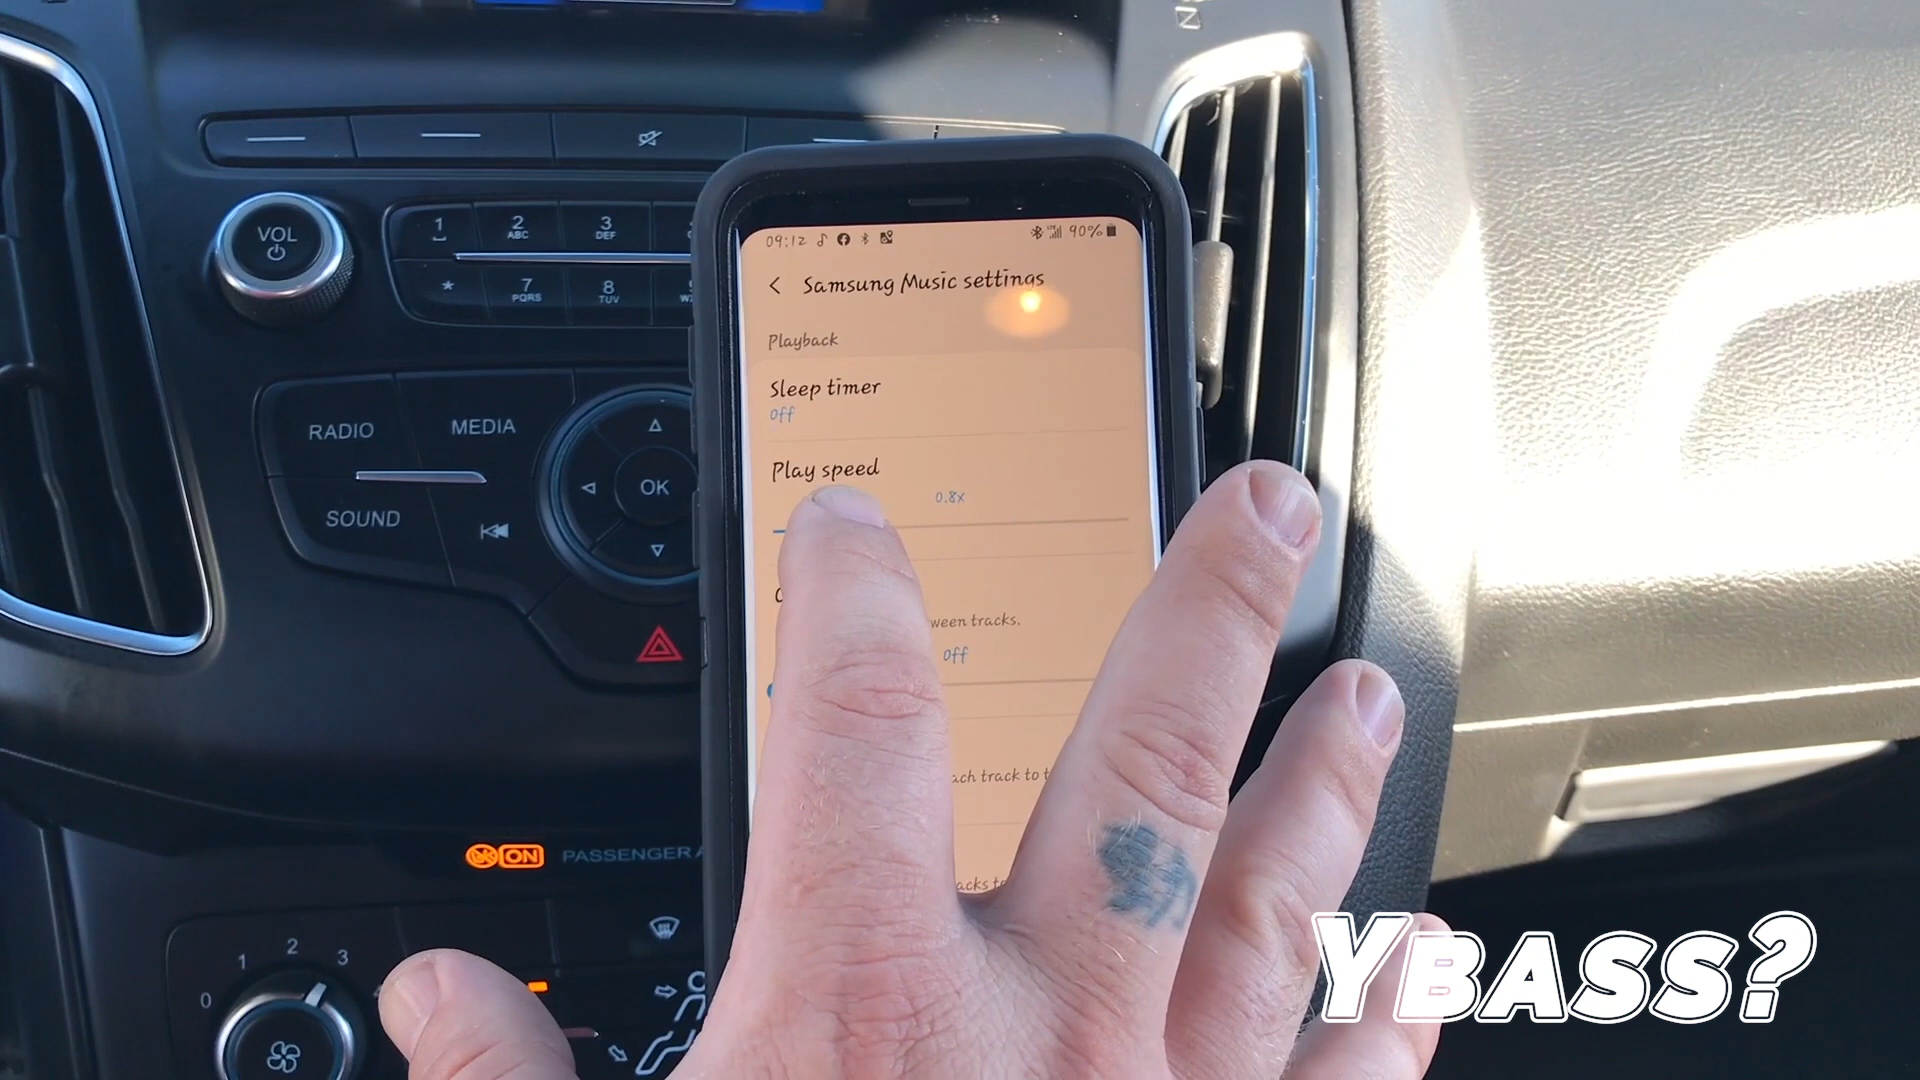 VOL
1
2 ABC
3 DEF
*
7 PQRS
8 TUV
RADIO
MEDIA
OK
SOUND
ON
PASSENGER A
0
1
2
3
09:12
90%
Samsung Music settings
Playback
Sleep timer
Off
Play speed
0.8x
ween tracks.
Off
ach track to t
acks to
YBASS?